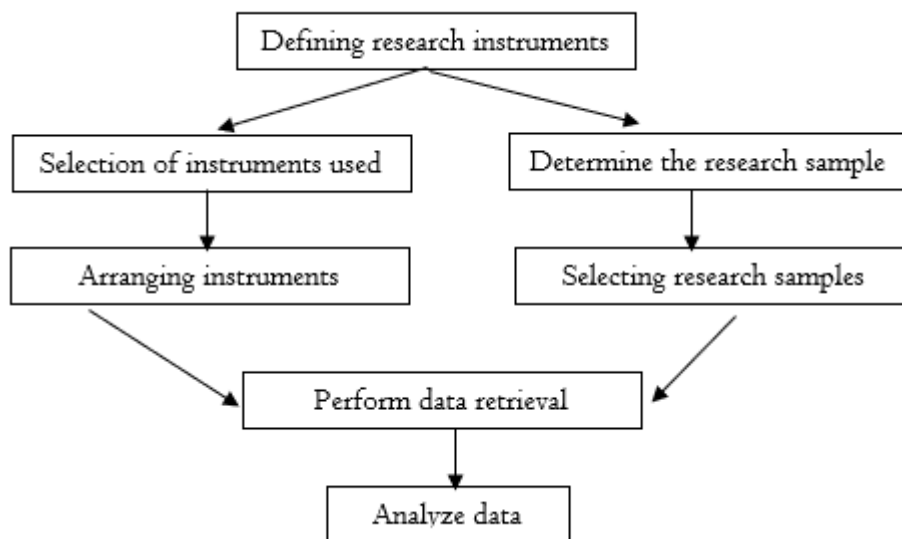 Defining research instruments
Selection of instruments used
Determine the research sample
Arranging instruments
Selecting research samples
Perform data retrieval
Analyze data